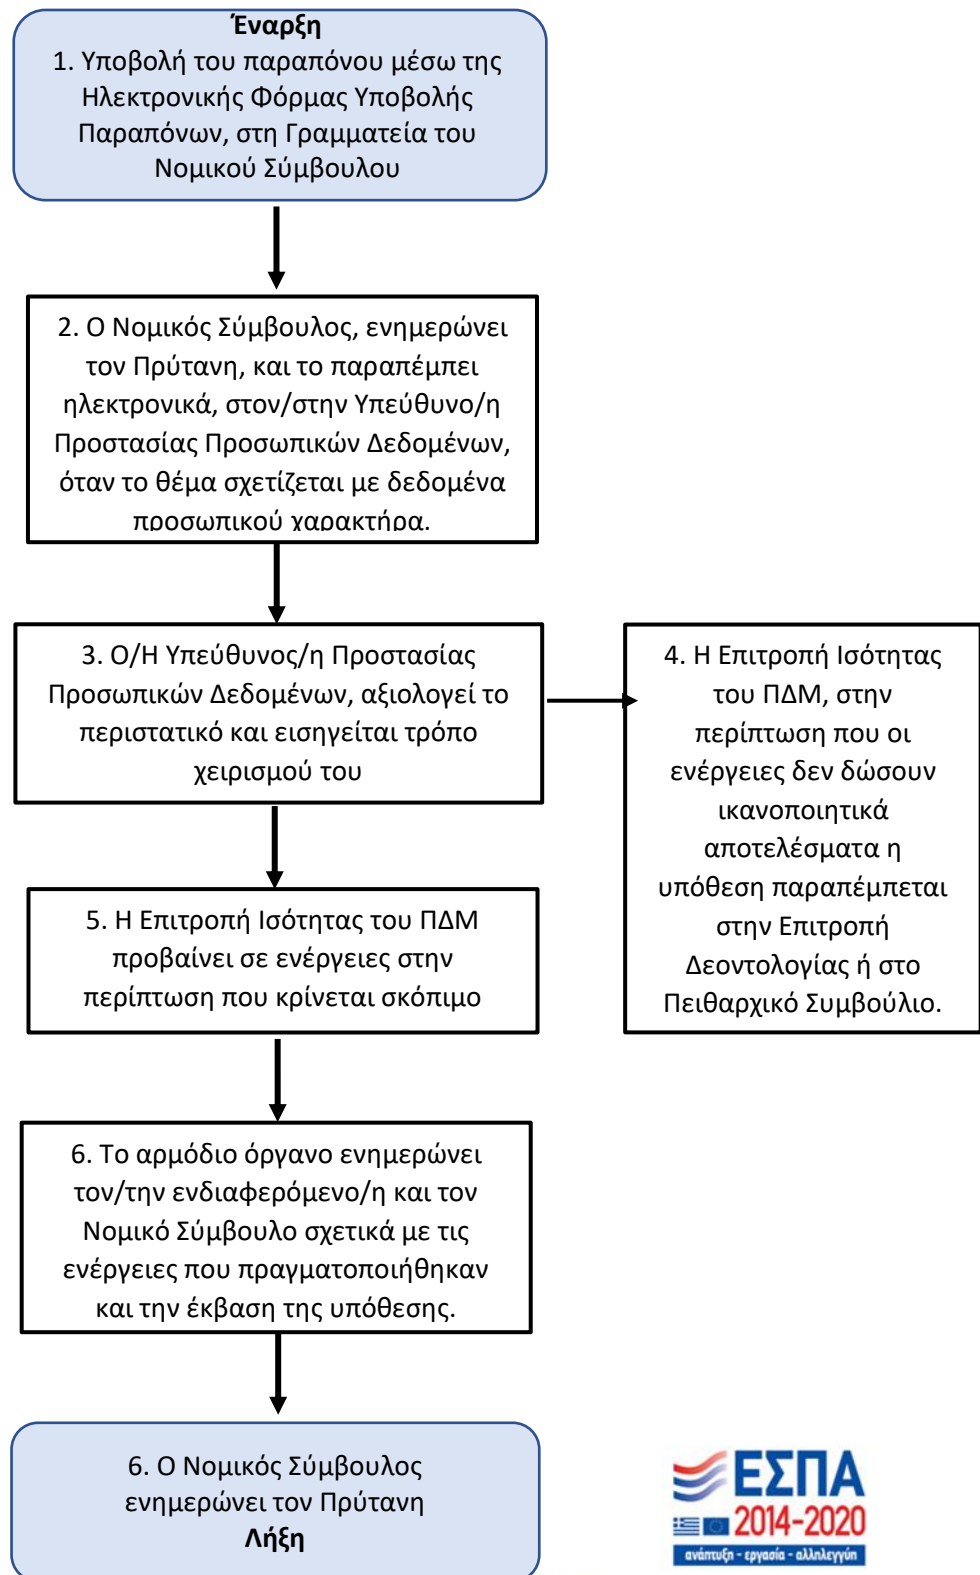 Έναρξη
1. Υποβολή του παραπόνου μέσω της
Ηλεκτρονικής Φόρμας Υποβολής
Παραπόνων, στη Γραμματεία του
Νομικού Σύμβουλου
2. Ο Νομικός Σύμβουλος, ενημερώνει
τον Πρύτανη, και το παραπέμπει
ηλεκτρονικά, στον/στην Υπεύθυνο/η
Προστασίας Προσωπικών Δεδομένων,
όταν το θέμα σχετίζεται με δεδομένα
προσωπικού χαρακτήρα.
3. Ο/Η Υπεύθυνος/η Προστασίας
Προσωπικών Δεδομένων, αξιολογεί το
περιστατικό και εισηγείται τρόπο
χειρισμού του
4. Η Επιτροπή Ισότητας
του ΠΔΜ, στην
περίπτωση που οι
ενέργειες δεν δώσουν
ικανοποιητικά
αποτελέσματα η
υπόθεση παραπέμπεται
στην Επιτροπή
Δεοντολογίας ή στο
Πειθαρχικό Συμβούλιο.
5. Η Επιτροπή Ισότητας του ΠΔΜ
προβαίνει σε ενέργειες στην
περίπτωση που κρίνεται σκόπιμο
6. Το αρμόδιο όργανο ενημερώνει
τον/την ενδιαφερόμενο/η και τον
Νομικό Σύμβουλο σχετικά με τις
ενέργειες που πραγματοποιήθηκαν
και την έκβαση της υπόθεσης.
6. Ο Νομικός Σύμβουλος
ενημερώνει τον Πρύτανη
Λήξη
ΕΣΠΑ
2014-2020
ανάπτυξη - εργασία - αλληλεγγύη